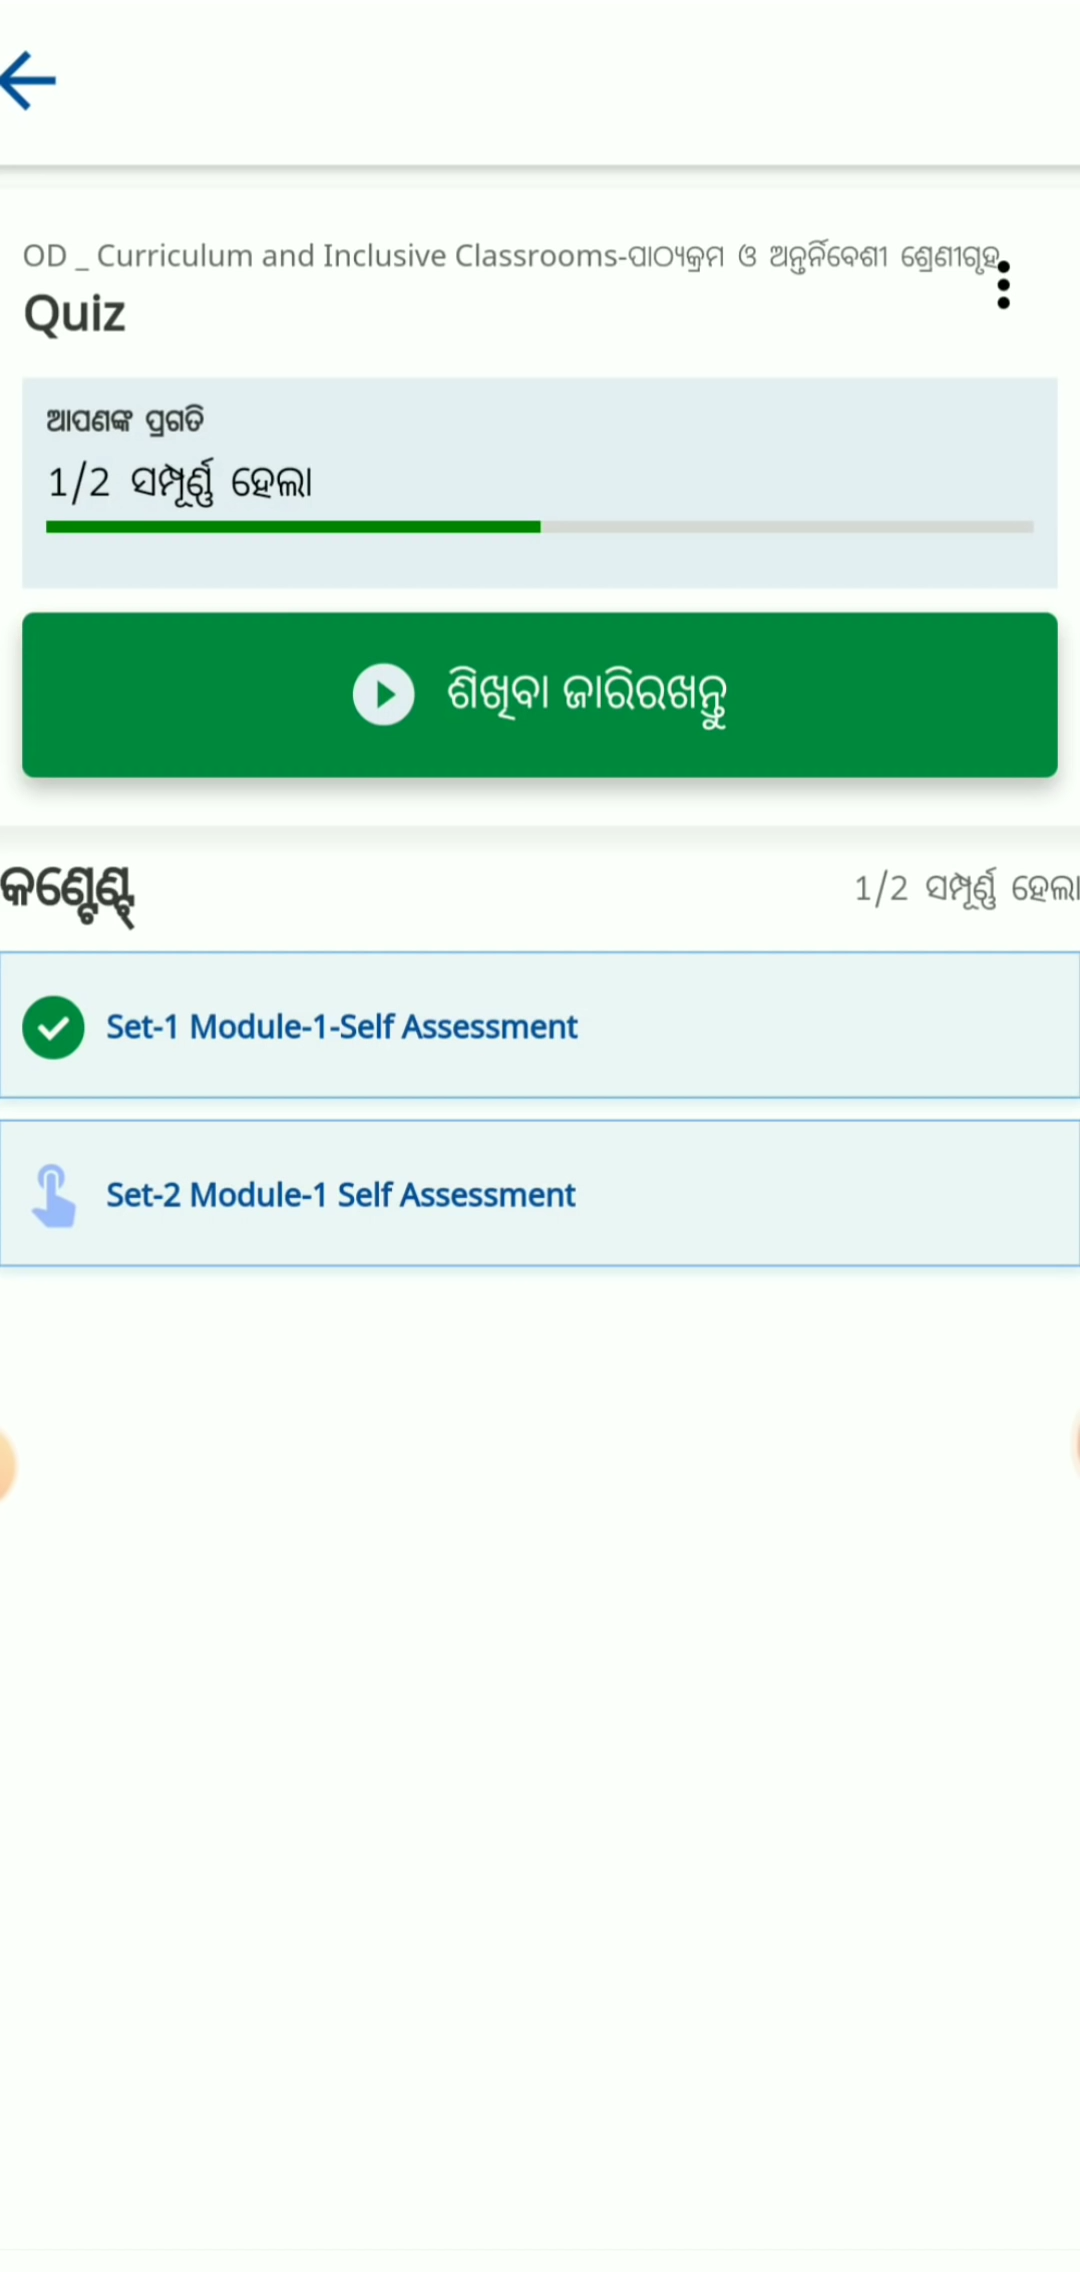 OD _ Curriculum and Inclusive Classrooms-ପାଠ୍ୟକ୍ରମ ଓ ଅନ୍ତର୍ନିବେଶୀ ଶ୍ରେଣୀଗୃହ
Quiz
ଆପଣଙ୍କ ପ୍ରଗତି
1/2 ସମ୍ପୂର୍ଣ୍ଣ ହେଲା
ଶିଖିବା ଜାରିରଖନ୍ତୁ
କଣ୍ଟେଣ୍ଟ୍
1/2 ସମ୍ପୂର୍ଣ୍ଣ ହେଲା
Set-1 Module-1-Self Assessment
Set-2 Module-1 Self Assessment